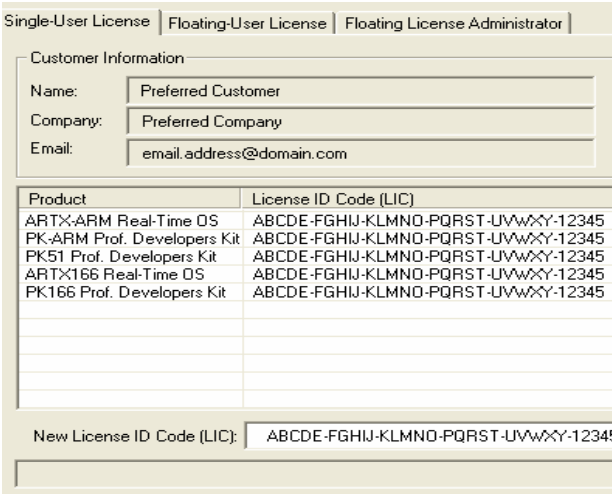 Single-User License Floating-User License Floating License Administrator
Customer Information
Name: Preferred Customer
Company: Preferred Company
Email: email.address@domain.com
Product License ID Code (LIC)
ARTX-ARM Real-Time OS ABCDE-FGHIJ-KLMNO-PQRST-UVWXY-12345
PK-ARM Prof. Developers Kit ABCDE-FGHIJ-KLMNO-PQRST-UVWXY-12345
PK51 Prof. Developers Kit ABCDE-FGHIJ-KLMNO-PQRST-UVWXY-12345
ARTX166 Real-Time OS ABCDE-FGHIJ-KLMNO-PQRST-UVWXY-12345
PK166 Prof. Developers Kit ABCDE-FGHIJ-KLMNO-PQRST-UVWXY-12345
New License ID Code (LIC): ABCDE-FGHIJ-KLMNO-PQRST-UVWXY-12345